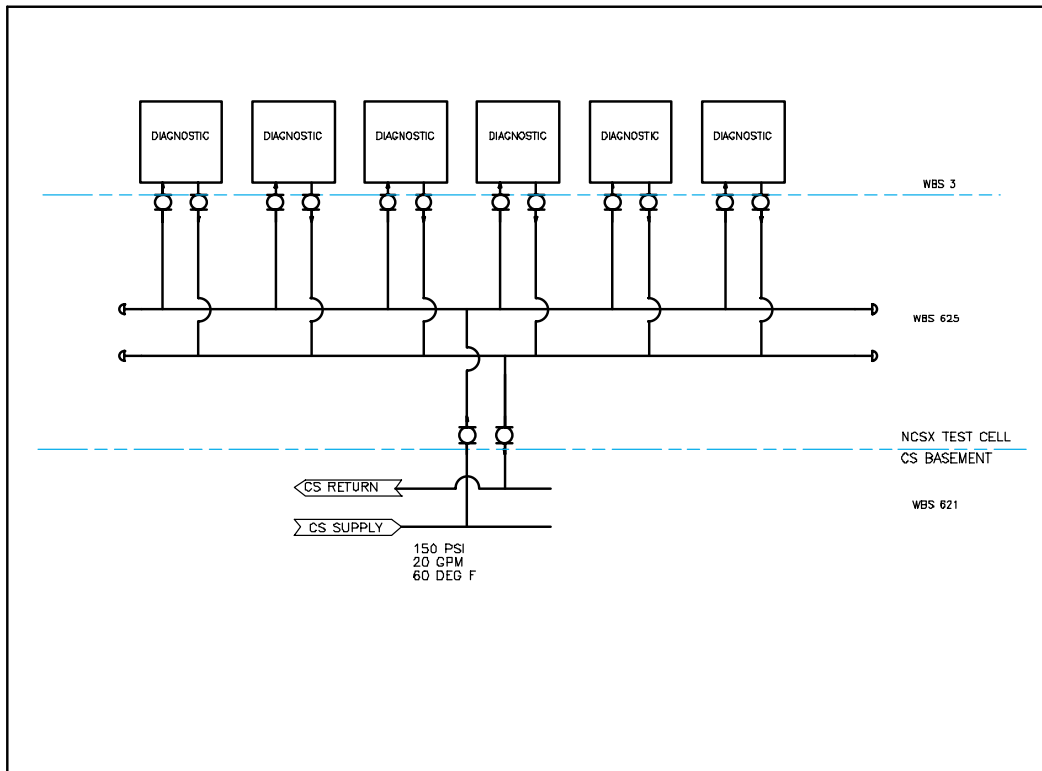 DIAGNOSTIC
DIAGNOSTIC
DIAGNOSTIC
DIAGNOSTIC
DIAGNOSTIC
DIAGNOSTIC
WBS 3
WBS 625
NCSX TEST CELL
CS BASEMENT
CS RETURN
WBS 621
CS SUPPLY
150 PSI
20 GPM
60 DEG F